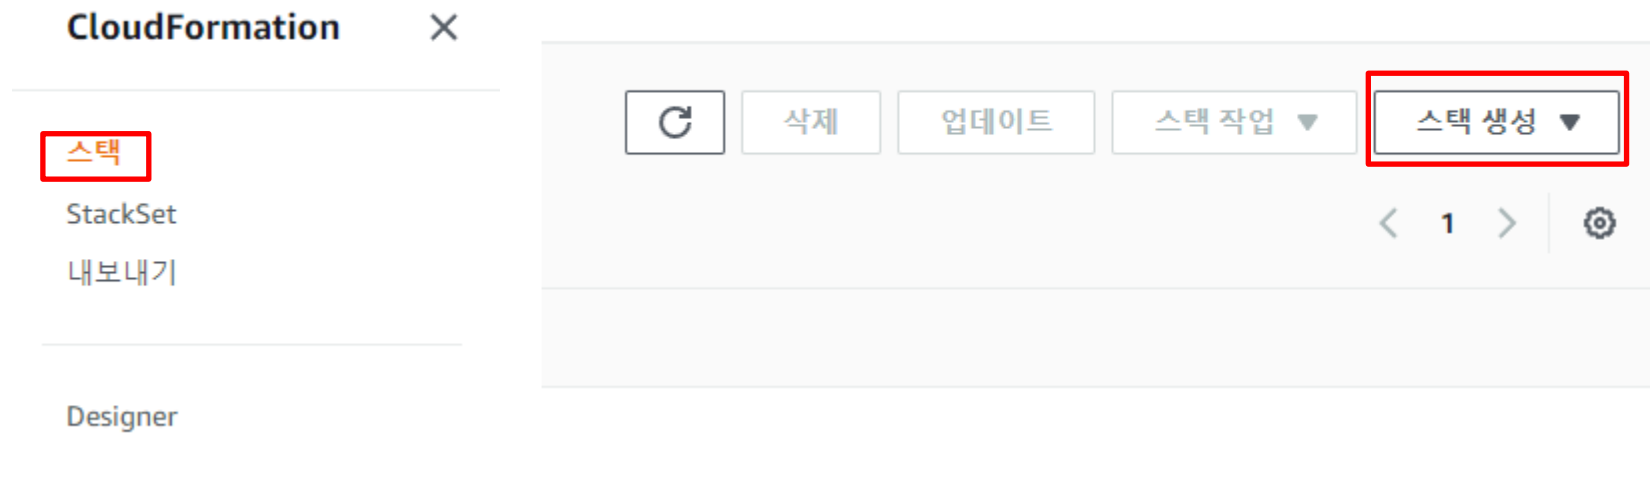 CloudFormation
스택
StackSet
내보내기
Designer
삭제 업데이트 스택 작업 스택 생성
1